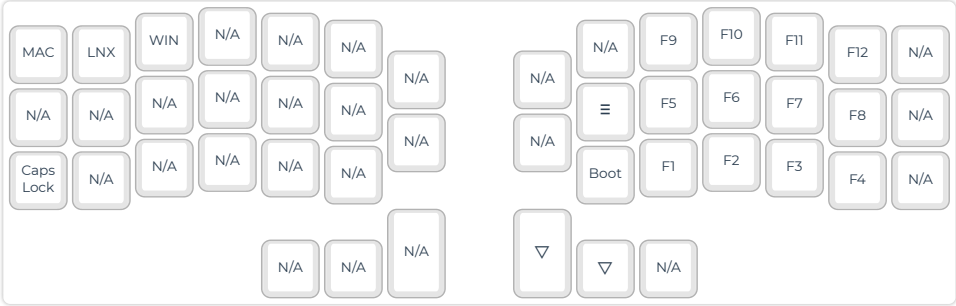 MAC LNX WIN N/A N/A N/A N/A F9 F10 F11 F12 N/A
N/A N/A
N/A N/A N/A N/A N/A N/A ☰ F5 F6 F7 F8 N/A
N/A N/A
Caps
Lock N/A N/A N/A N/A N/A Boot F1 F2 F3 F4 N/A
N/A N/A N/A ▽ ▽ N/A